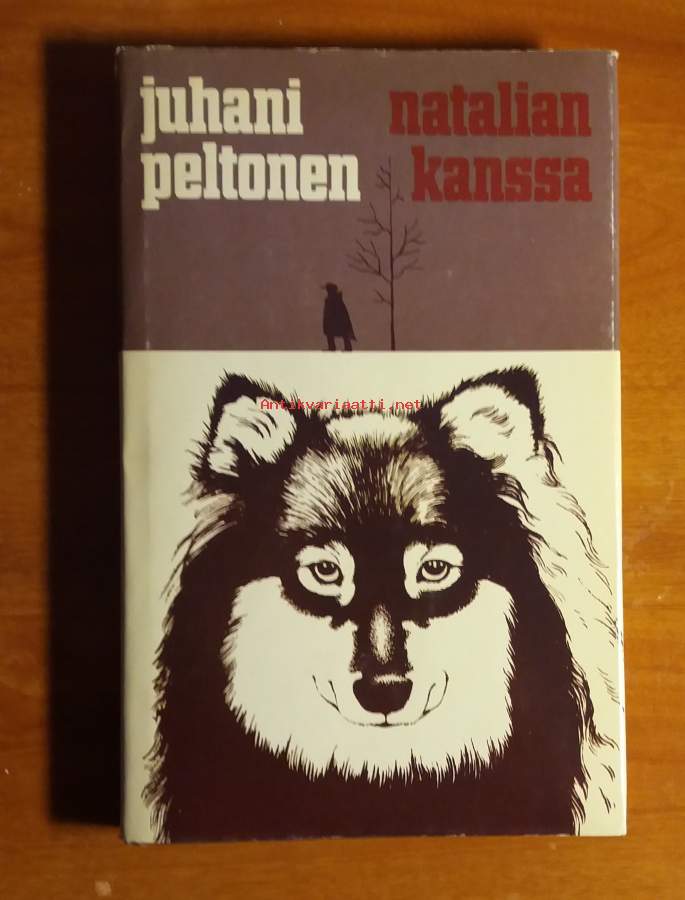 juhani
peltonen
natalian
kanssa
Antikvariaatti.net